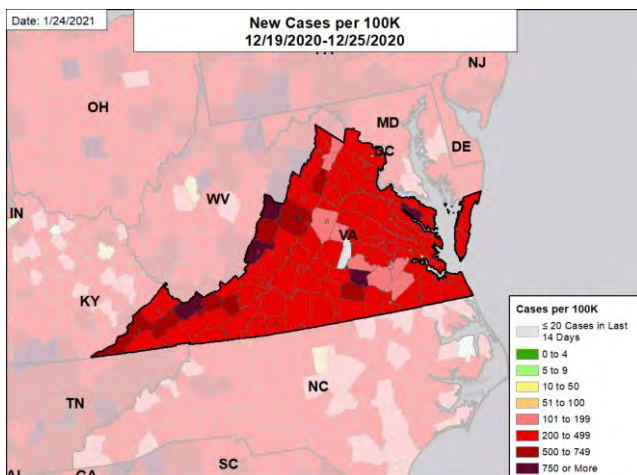 Date: 1/24/2021
New Cases per 100K
12/19/2020-12/25/2020
NJ
OH
MD
DC
DE
WV
IN
VA
KY
NC
TN
SC
Cases per 100K
≤ 20 Cases in Last
14 Days
0 to 4
5 to 9
10 to 50
51 to 100
101 to 199
200 to 499
500 to 749
750 or More